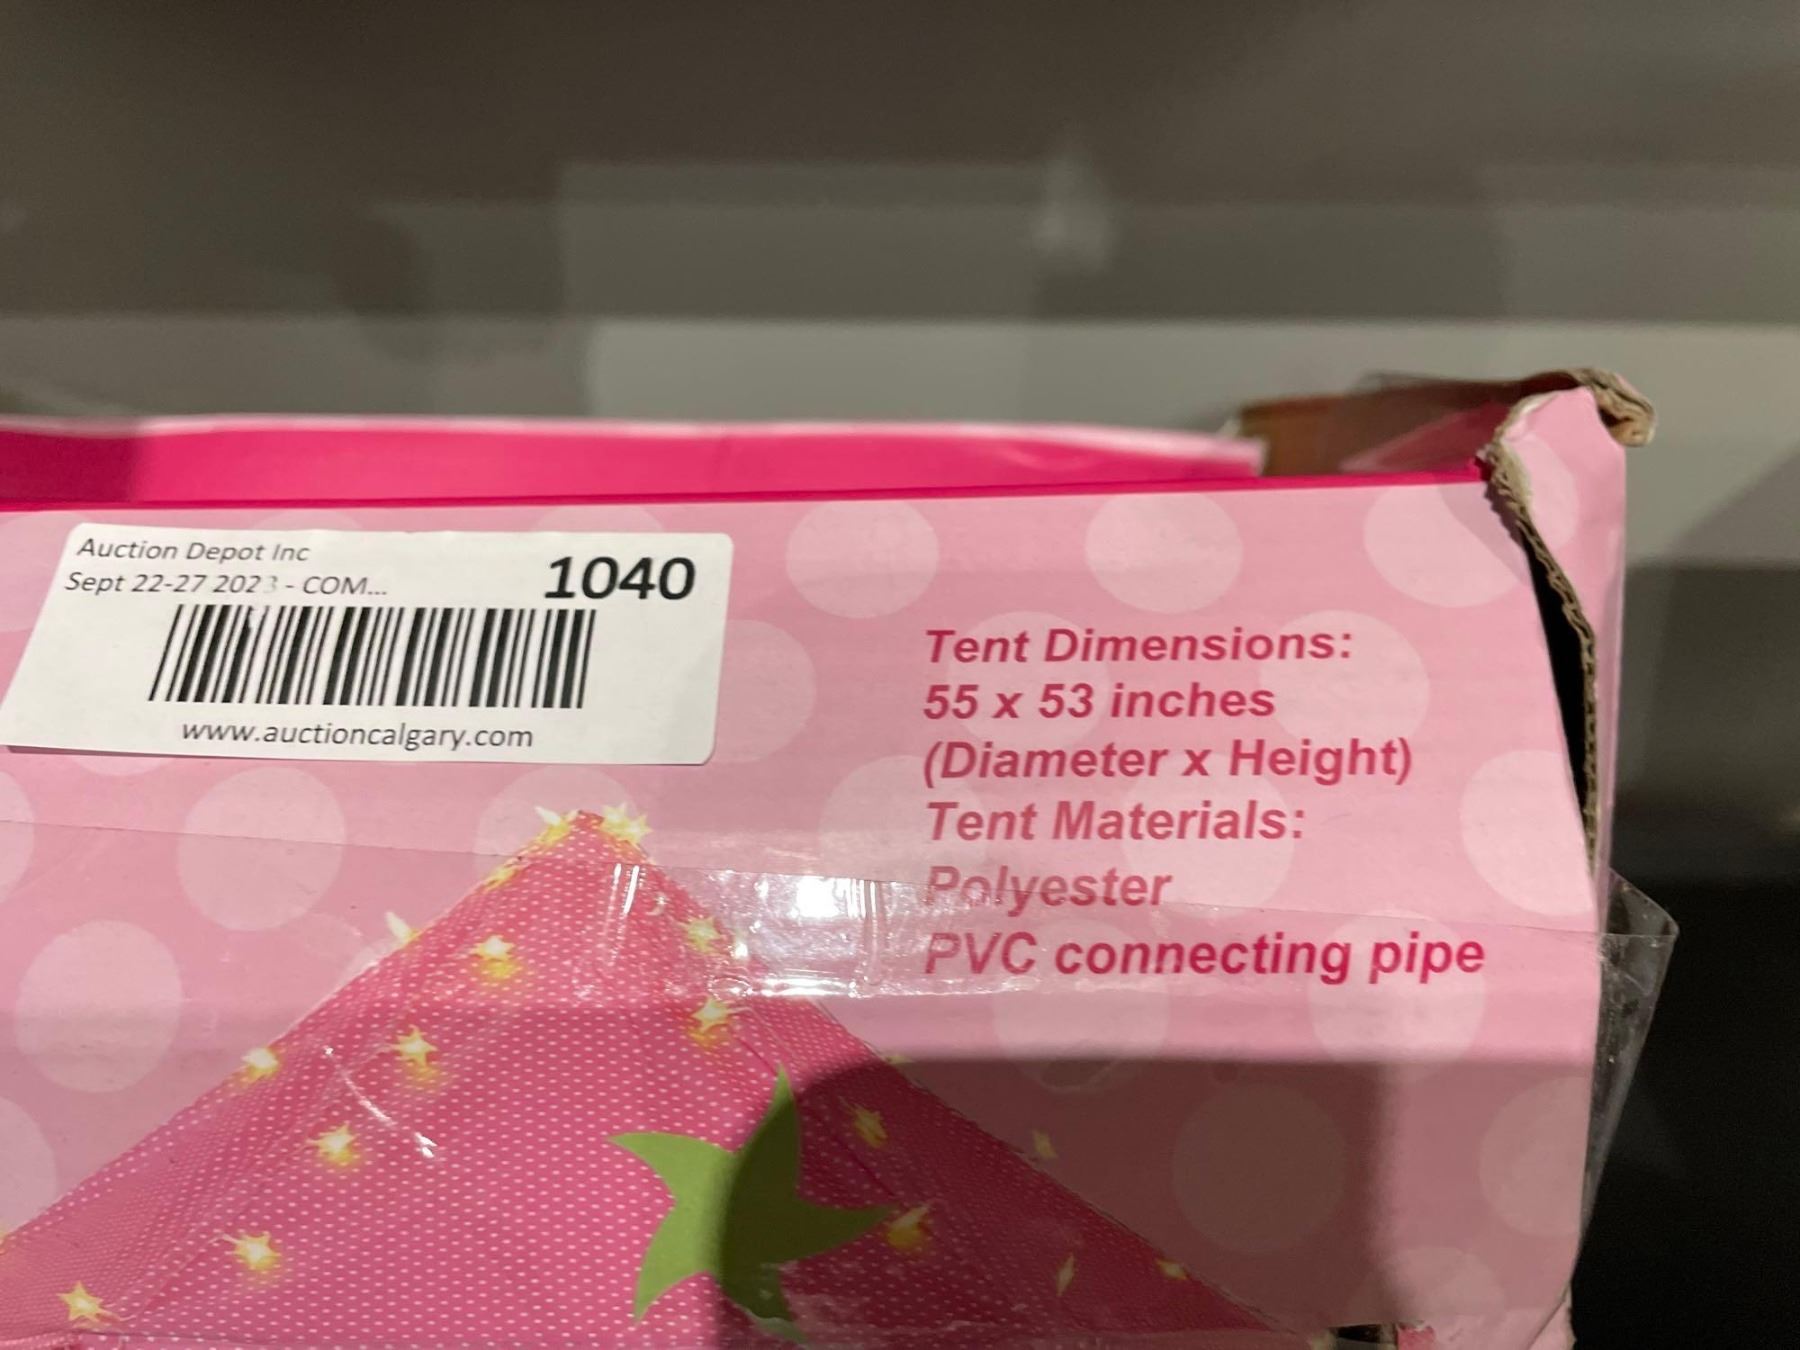 Auction Depot Inc
Sept 22-27 2023 - COM...
1040
www.auctioncalgary.com
Tent Dimensions:
55 x 53 inches
(Diameter x Height)
Tent Materials:
Polyester
PVC connecting pipe